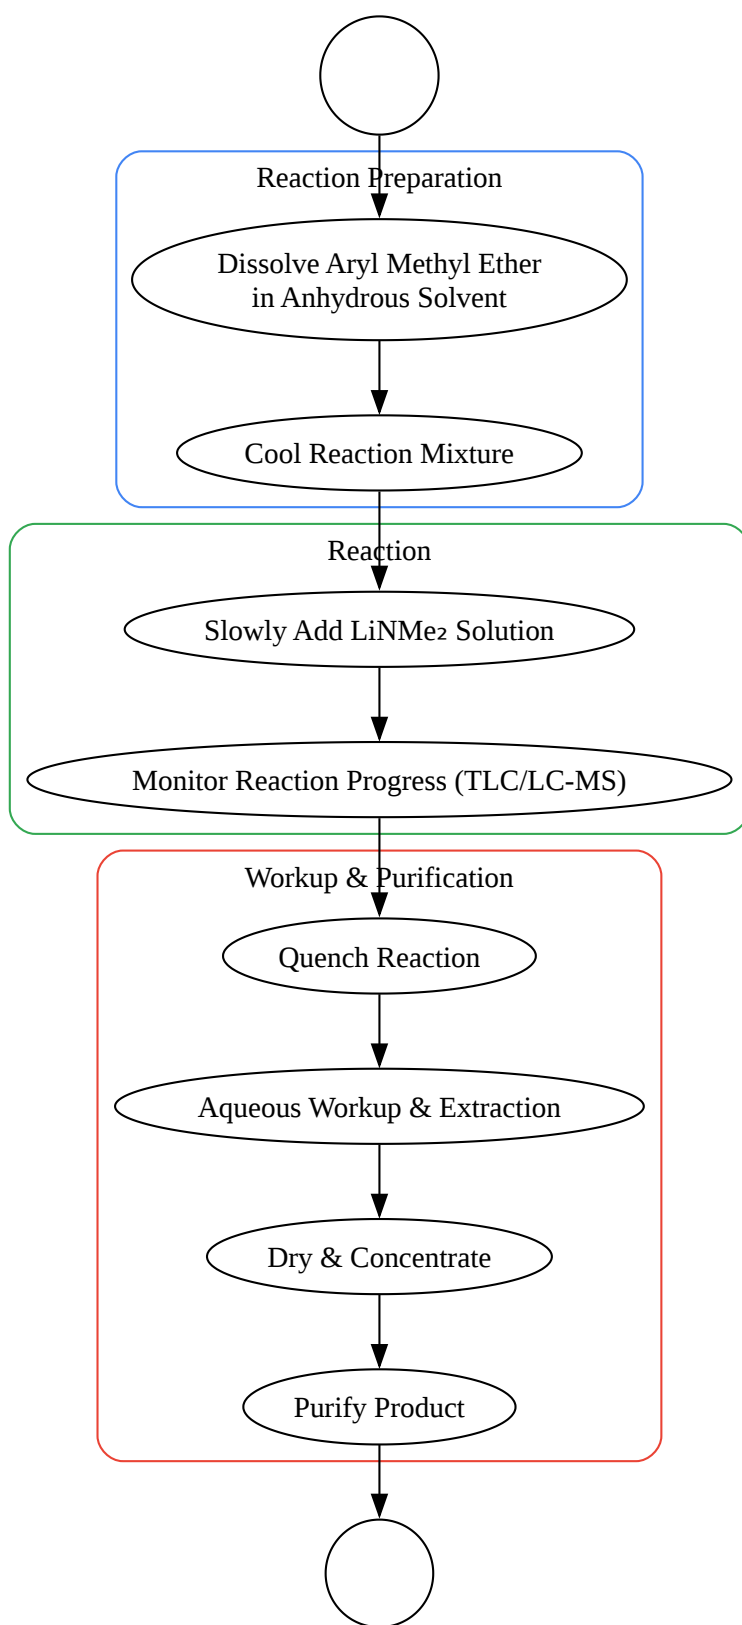 Reaction Preparation
Dissolve Aryl Methyl Ether
in Anhydrous Solvent
Cool Reaction Mixture
Reaction
Slowly Add LiNMe₂ Solution
Monitor Reaction Progress (TLC/LC-MS)
Workup & Purification
Quench Reaction
Aqueous Workup & Extraction
Dry & Concentrate
Purify Product